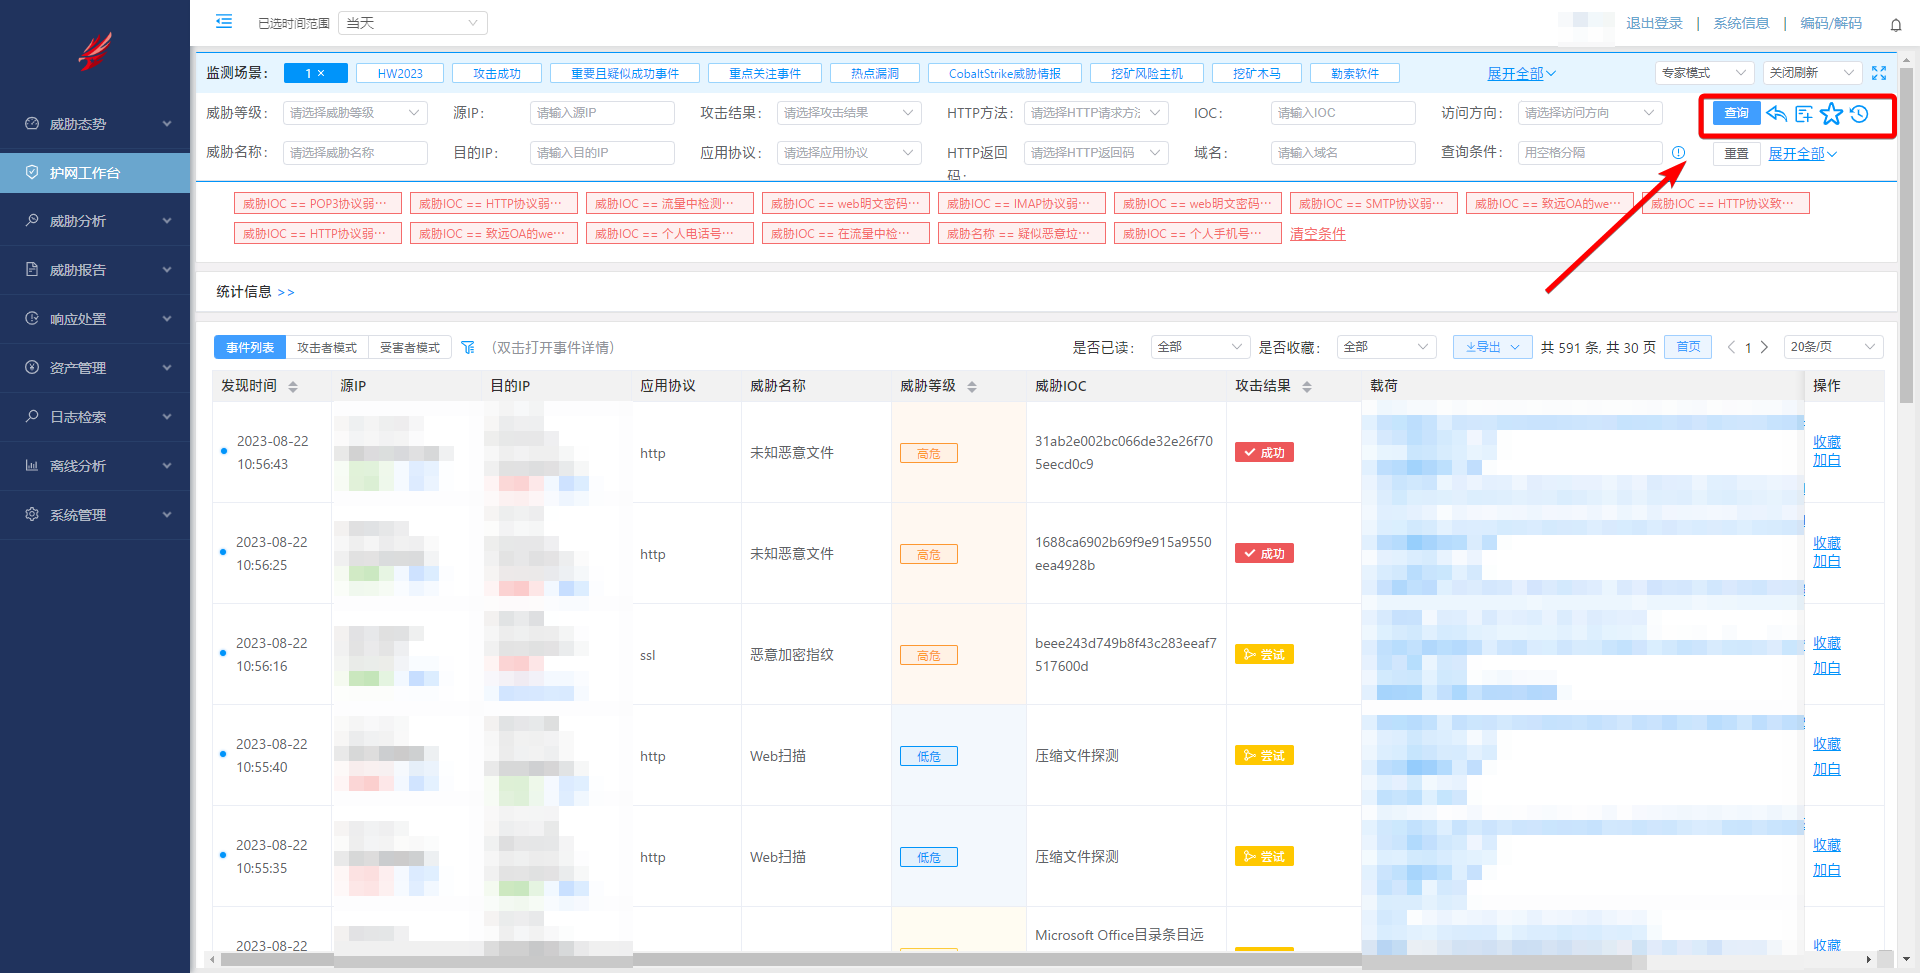 已选时间范围 当天
退出登录 | 系统信息 | 编码/解码
威胁态势
护网工作台
威胁分析
威胁报告
响应处置
资产管理
日志检索
离线分析
系统管理
监测场景： 1 × HW2023 攻击成功 重要且疑似成功事件 重点关注事件 热点漏洞 CobaltStrike威胁情报 挖矿风险主机 挖矿木马 勒索软件 展开全部 专家模式 关闭刷新
威胁等级： 请选择威胁等级 源IP： 请输入源IP 攻击结果： 请选择攻击结果 HTTP方法： 请选择HTTP请求方法 IOC： 请输入IOC 访问方向： 请选择访问方向 查询
威胁名称： 请选择威胁名称 目的IP： 请输入目的IP 应用协议： 请选择应用协议 HTTP返回码： 请选择HTTP返回码 域名： 请输入域名 查询条件： 用空格分隔 重置 展开全部
威胁IOC == POP3协议弱··· 威胁IOC == HTTP协议弱··· 威胁IOC == 流量中检测··· 威胁IOC == web明文密码··· 威胁IOC == IMAP协议弱··· 威胁IOC == web明文密码··· 威胁IOC == SMTP协议弱··· 威胁IOC == 致远OA的we··· 威胁IOC == HTTP协议致···
威胁IOC == HTTP协议弱··· 威胁IOC == 致远OA的we··· 威胁IOC == 个人电话号··· 威胁IOC == 在流量中检··· 威胁名称 == 疑似恶意垃··· 威胁IOC == 个人手机号··· 清空条件
统计信息 >>
事件列表 攻击者模式 受害者模式 （双击打开事件详情） 是否已读： 全部 是否收藏： 全部 导出 共 591 条, 共 30 页 首页 1 20条/页
发现时间 源IP 目的IP 应用协议 威胁名称 威胁等级 威胁IOC 攻击结果 载荷 操作
2023-08-22 10:56:43 http 未知恶意文件 高危 31ab2e002bc066de32e26f705eecd0c9 成功 收藏 加白
2023-08-22 10:56:25 http 未知恶意文件 高危 1688ca6902b69f9e915a9550eea4928b 成功 收藏 加白
2023-08-22 10:56:16 ssl 恶意加密指纹 高危 beee243d749b8f43c283eeaf7517600d 尝试 收藏 加白
2023-08-22 10:55:40 http Web扫描 低危 压缩文件探测 尝试 收藏 加白
2023-08-22 10:55:35 http Web扫描 低危 压缩文件探测 尝试 收藏 加白
2023-08-22 Microsoft Office目录条目远 收藏